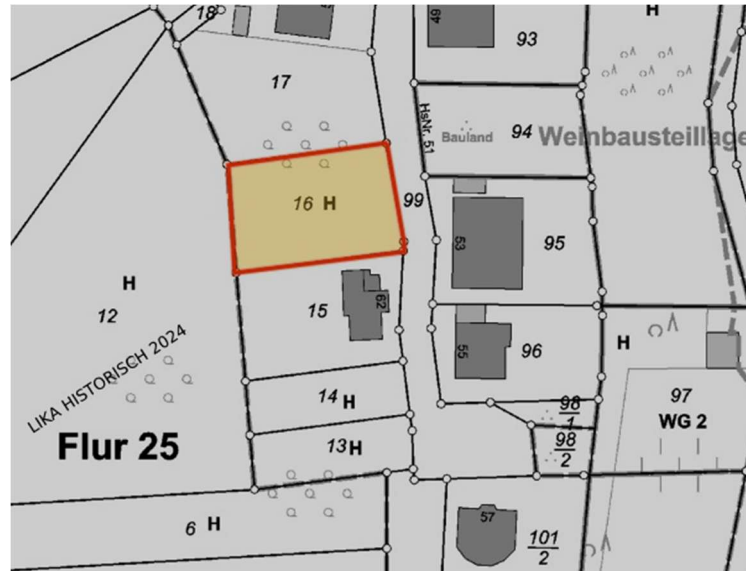 18
49
H
93
17
HsNr. 51
94
Bauland
Weinbausteillage
16 H
99
53
95
H
12
15
62
55
96
H
LIKA HISTORISCH 2024
14 H
98
1
97
WG 2
Flur 25
13 H
98
2
6 H
57
101
2